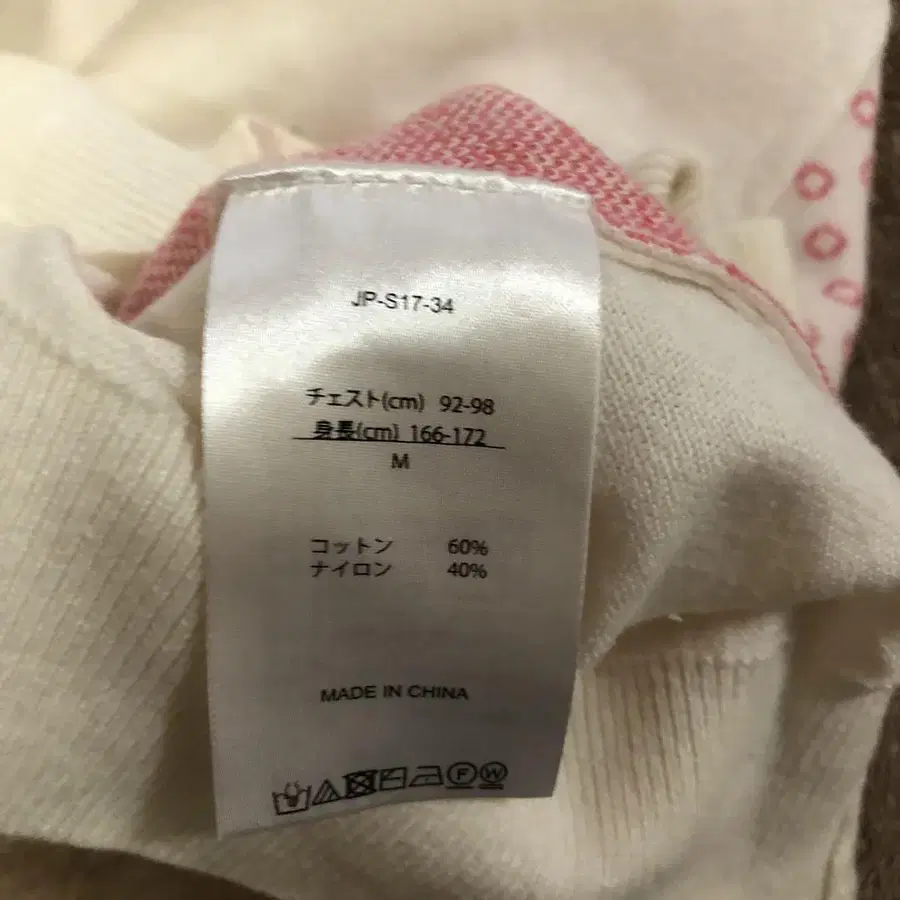 JP-S17-34
チェスト(cm) 92-98
身長(cm) 166-172
M
コットン 60%
ナイロン 40%
MADE IN CHINA
F W